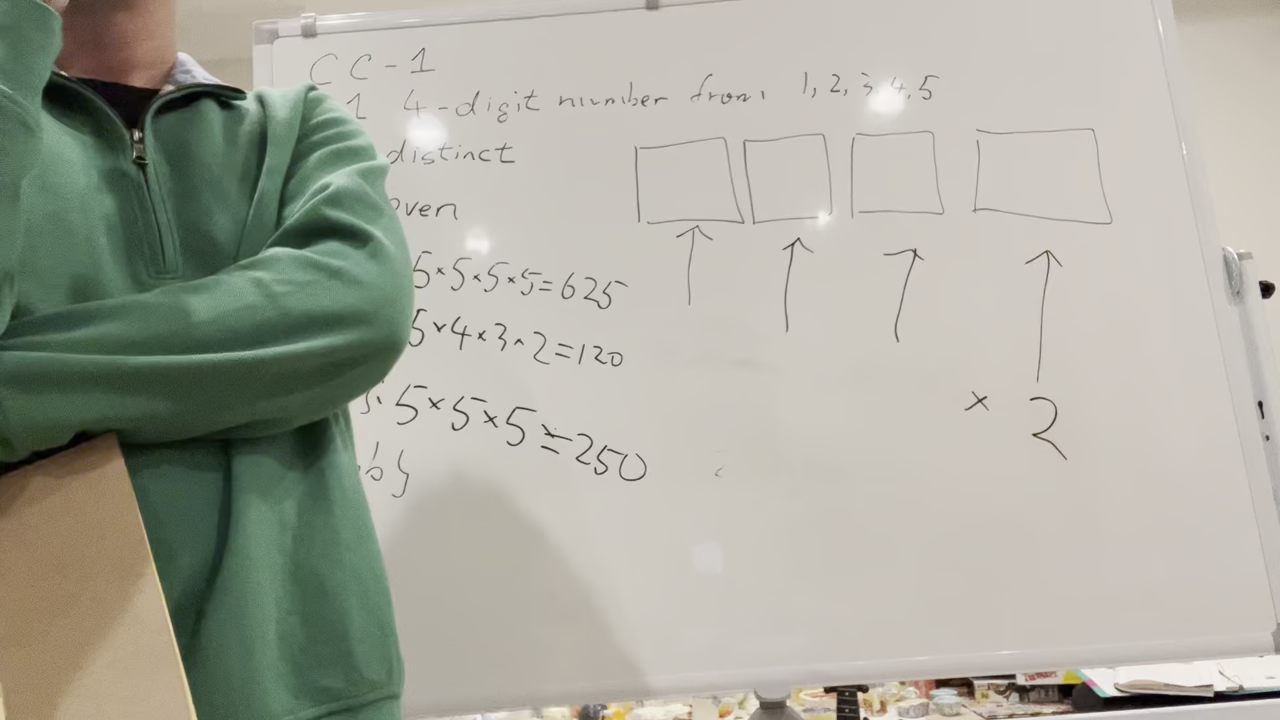 CC-1
1 4-digit number from 1, 2, 3, 4, 5
distinct
even
5×5×5×5=625
5×4×3×2=120
5×5×5=250
b}
× 2